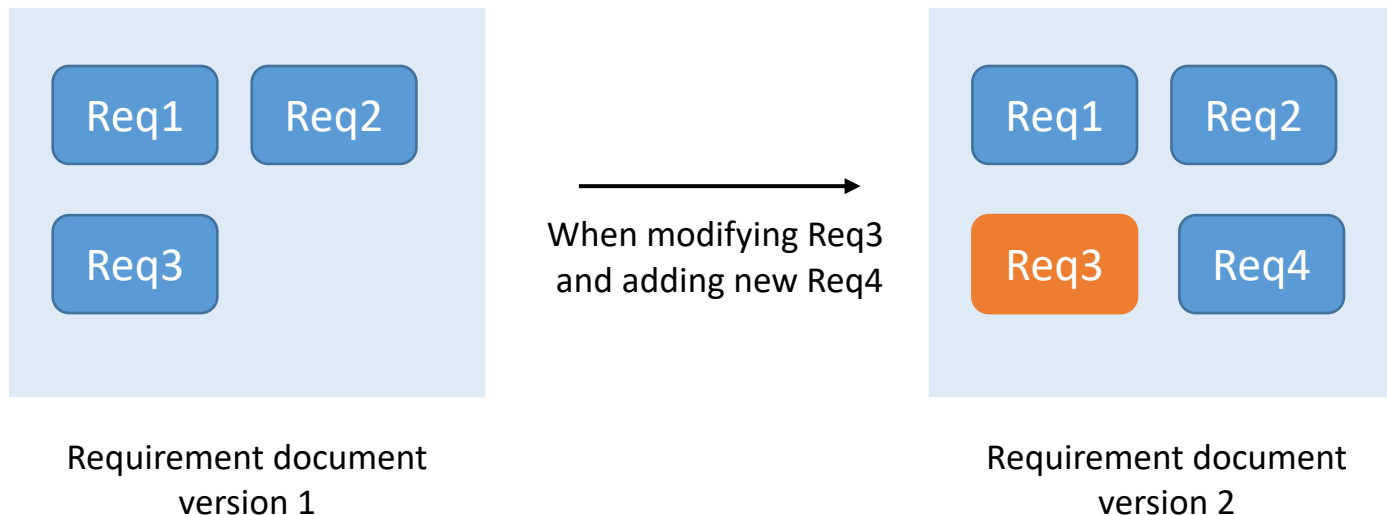 Req1
Req2
Req3
Requirement document
version 1
When modifying Req3
and adding new Req4
Req1
Req2
Req3
Req4
Requirement document
version 2